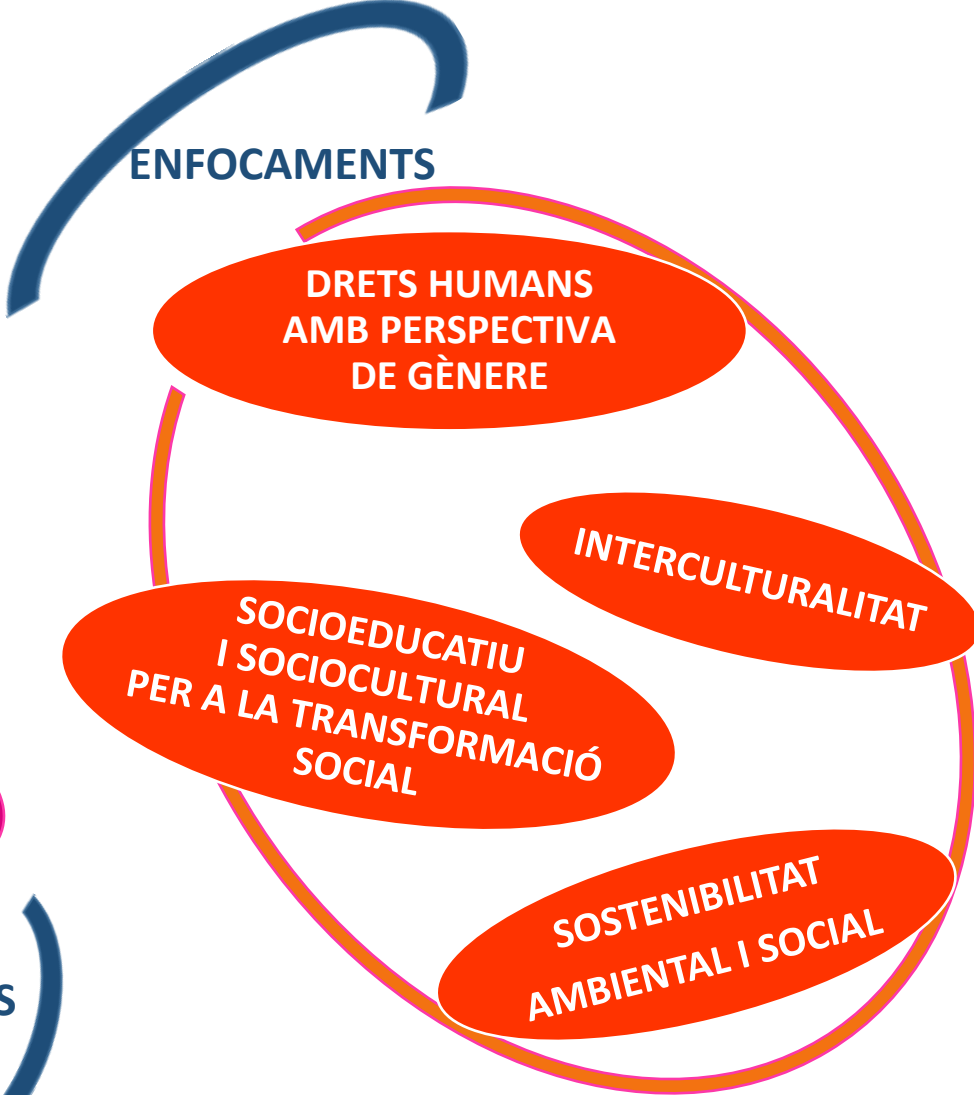 ENFOCAMENTS
DRETS HUMANS
AMB PERSPECTIVA
DE GÈNERE
INTERCULTURALITAT
SOCIOEDUCATIU
I SOCIOCULTURAL
PER A LA TRANSFORMACIÓ
SOCIAL
SOSTENIBILITAT
AMBIENTAL I SOCIAL
S